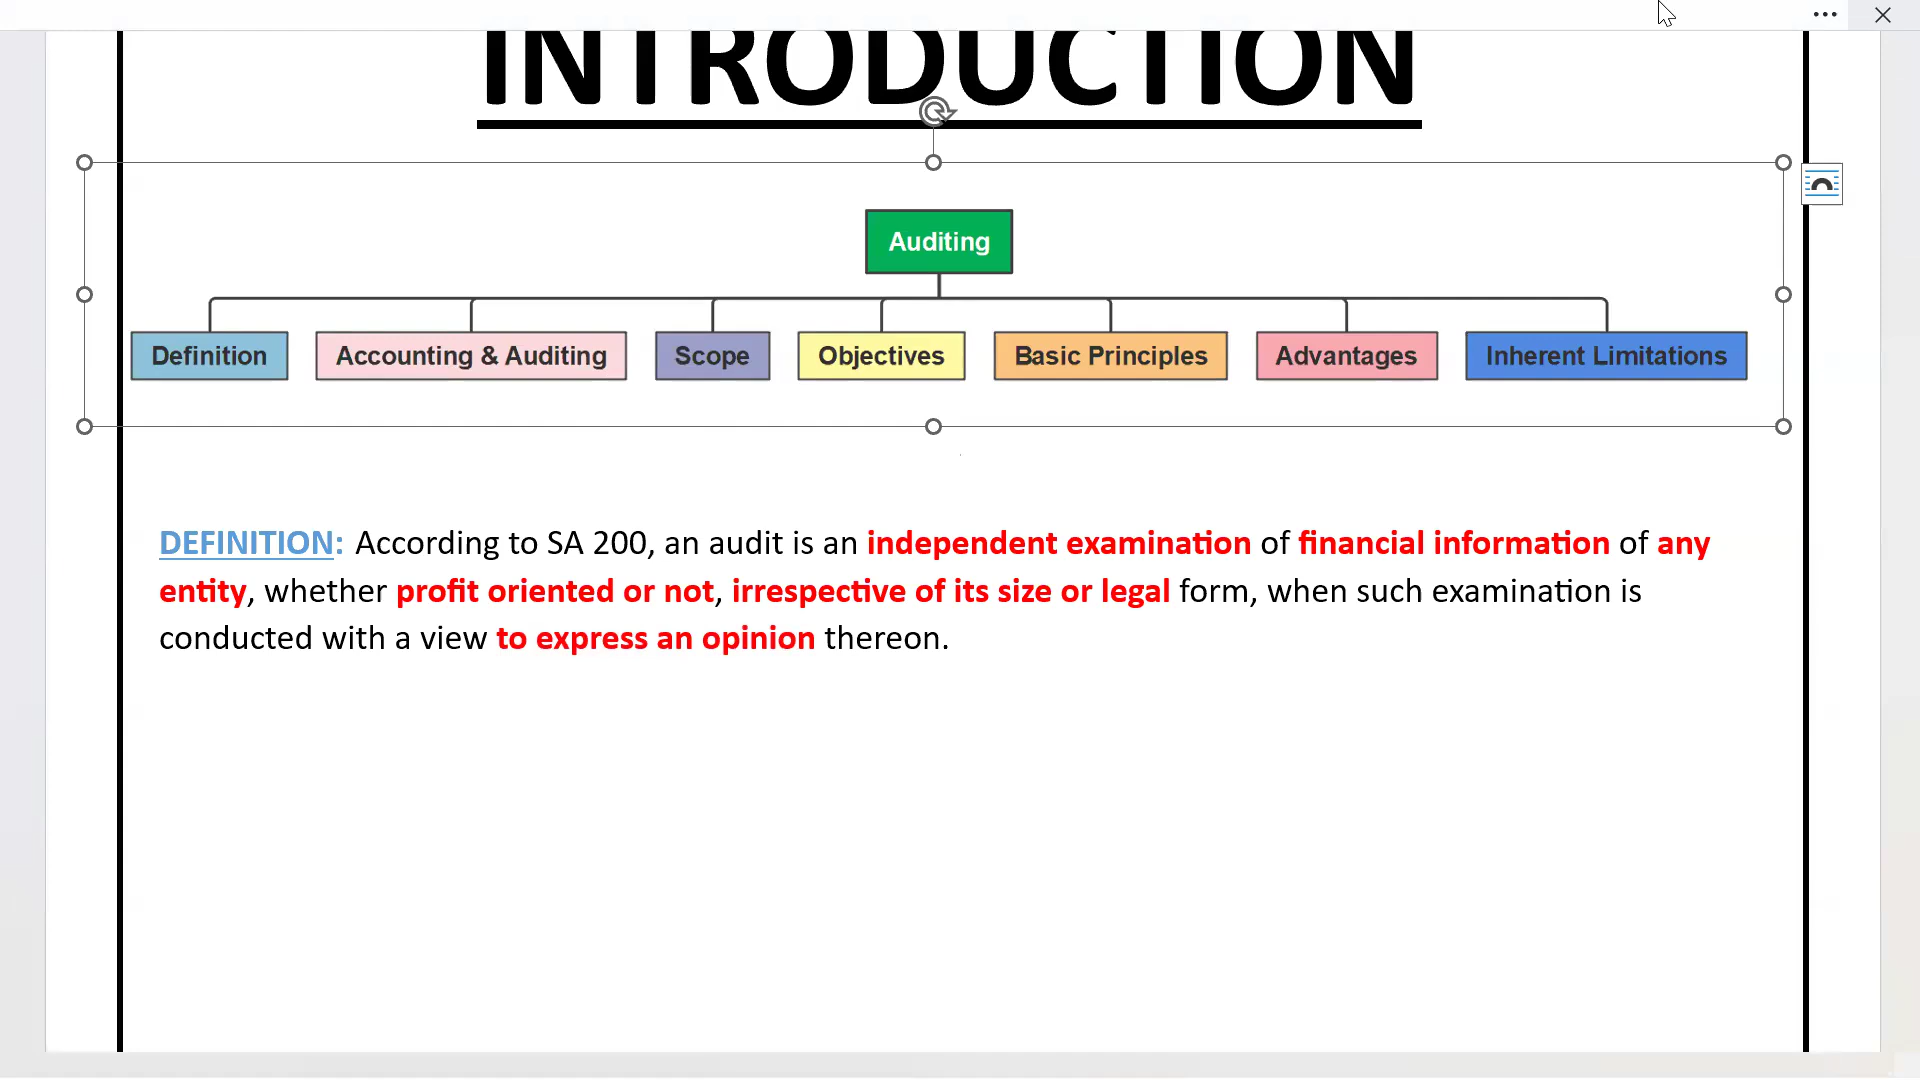 INTRODUCTION
Auditing
Definition Accounting & Auditing Scope Objectives Basic Principles Advantages Inherent Limitations
DEFINITION: According to SA 200, an audit is an independent examination of financial information of any
entity, whether profit oriented or not, irrespective of its size or legal form, when such examination is
conducted with a view to express an opinion thereon.